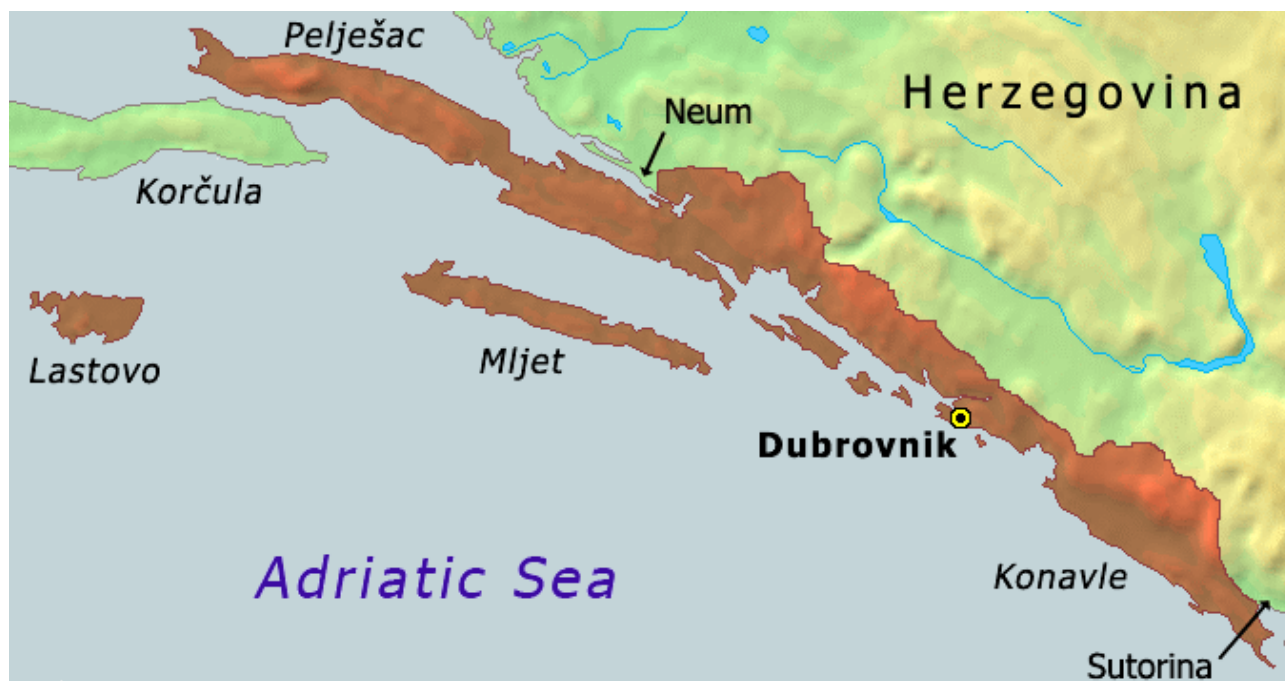 Pelješac
Herzegovina
Neum
Korčula
Lastovo
Mljet
Dubrovnik
Adriatic Sea
Konavle
Sutorina